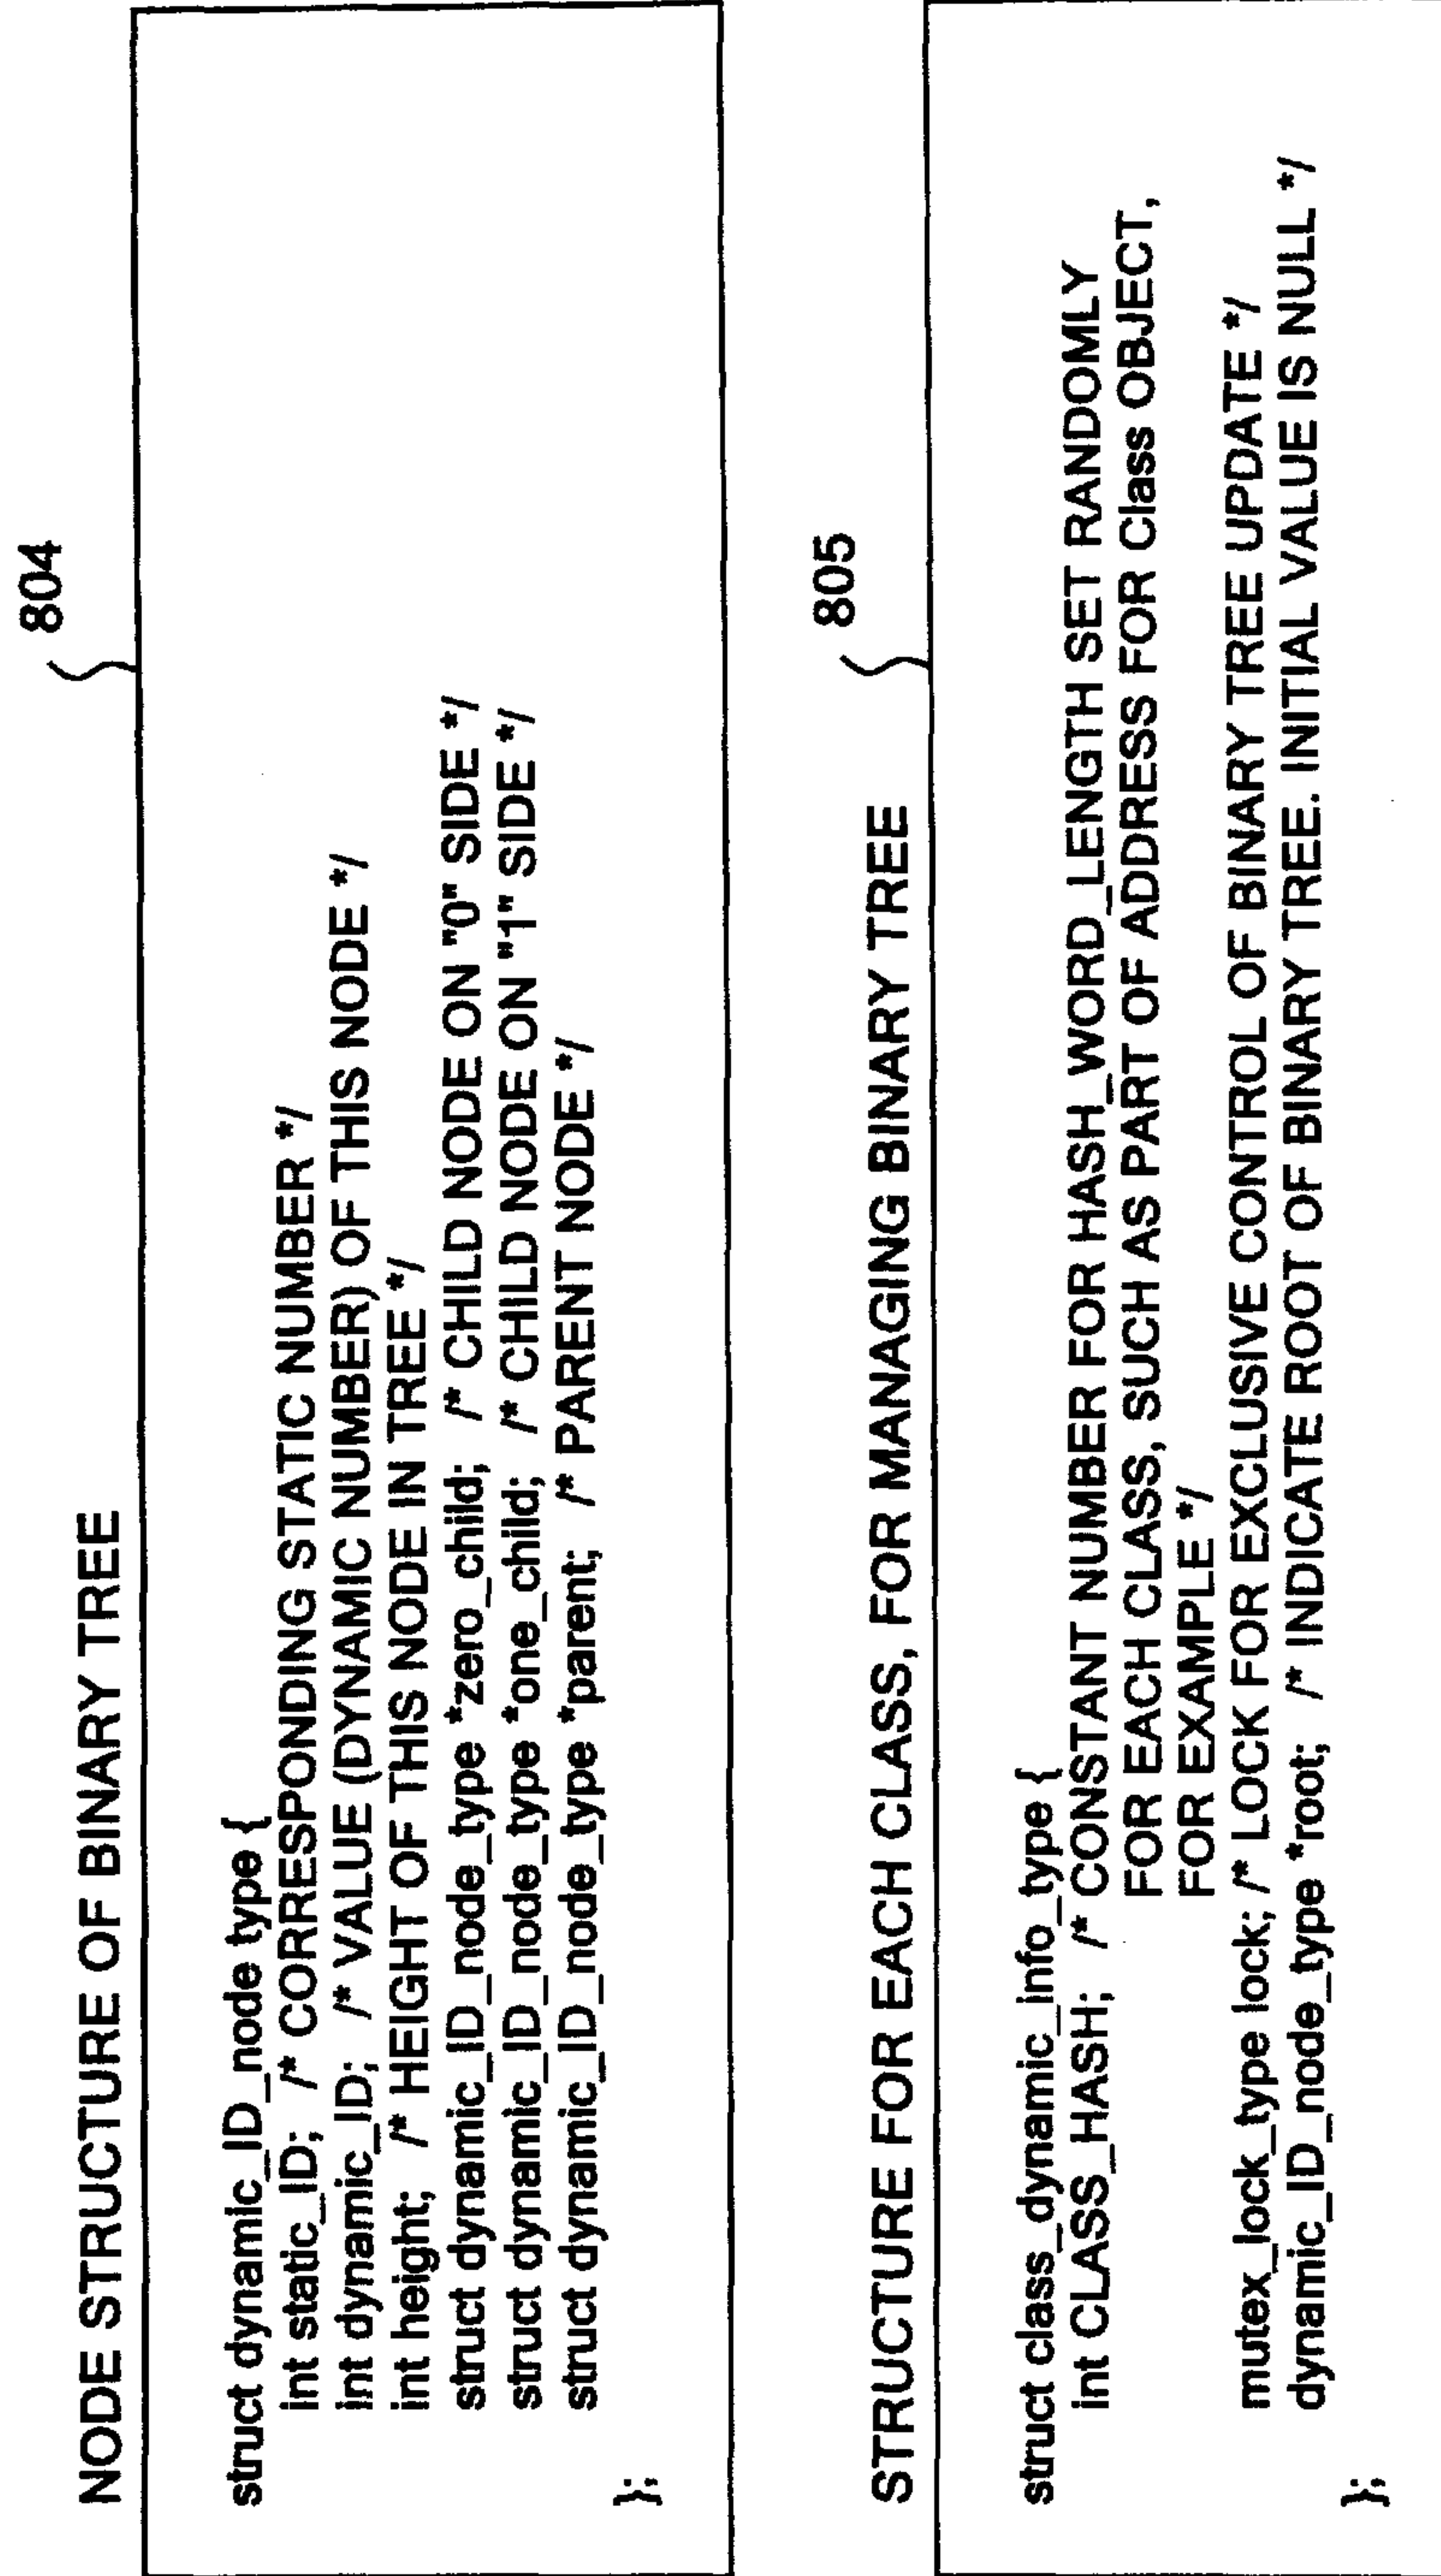 NODE STRUCTURE OF BINARY TREE
804
struct dynamic_ID_node type {
int static_ID; /* CORRESPONDING STATIC NUMBER */
int dynamic_ID; /* VALUE (DYNAMIC NUMBER) OF THIS NODE */
int height; /* HEIGHT OF THIS NODE IN TREE */
struct dynamic_ID_node_type *zero_child; /* CHILD NODE ON "0" SIDE */
struct dynamic_ID_node_type *one_child; /* CHILD NODE ON "1" SIDE */
struct dynamic_ID_node_type *parent; /* PARENT NODE */
};
STRUCTURE FOR EACH CLASS, FOR MANAGING BINARY TREE
805
struct class_dynamic_info_type {
int CLASS_HASH; /* CONSTANT NUMBER FOR HASH_WORD_LENGTH SET RANDOMLY
FOR EACH CLASS, SUCH AS PART OF ADDRESS FOR Class OBJECT,
FOR EXAMPLE */
mutex_lock_type lock; /* LOCK FOR EXCLUSIVE CONTROL OF BINARY TREE UPDATE */
dynamic_ID_node_type *root; /* INDICATE ROOT OF BINARY TREE. INITIAL VALUE IS NULL */
};